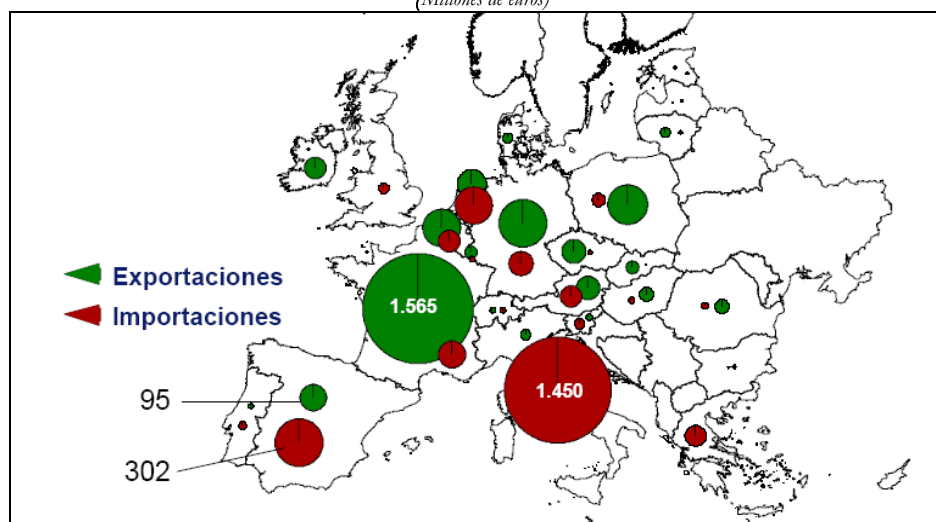 (Millones de euros)
Exportaciones
1.565
Importaciones
1.450
95
302